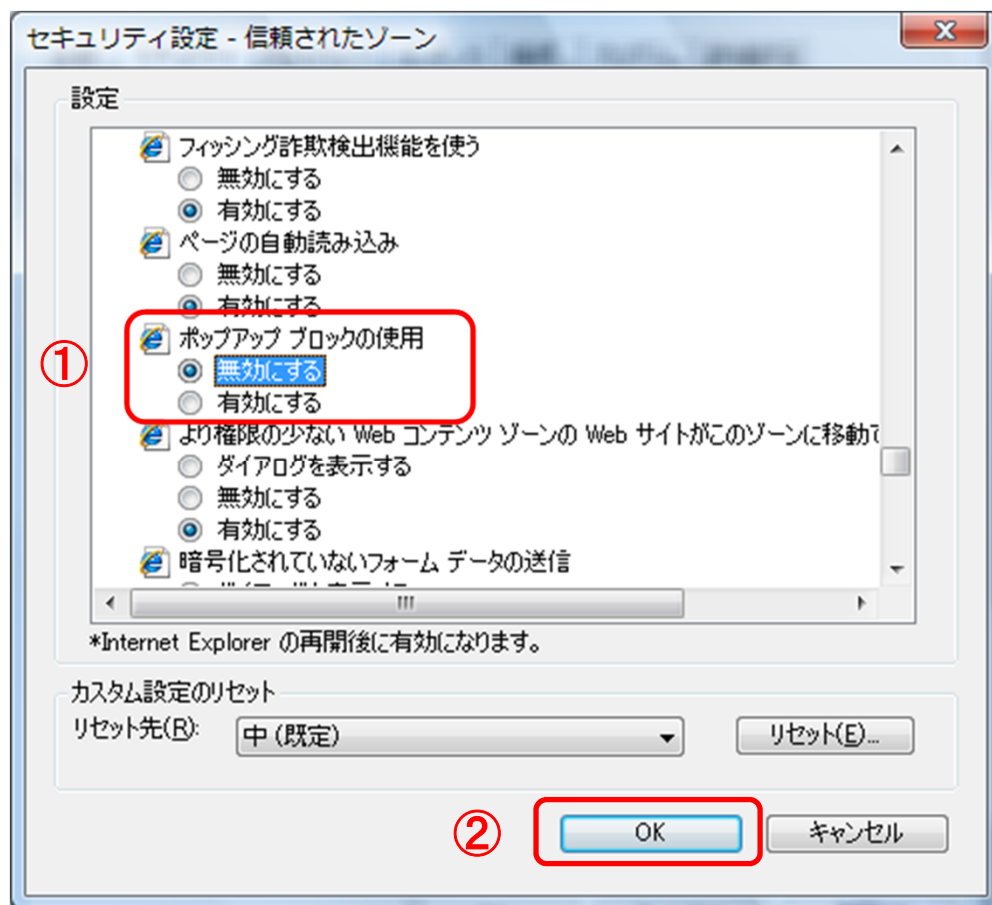 セキュリティ設定 - 信頼されたゾーン
設定
フィッシング詐欺検出機能を使う
無効にする
有効にする
ページの自動読み込み
無効にする
有効にする
①
ポップアップ ブロックの使用
無効にする
有効にする
より権限の少ない Web コンテンツ ゾーンの Web サイトがこのゾーンに移動で
ダイアログを表示する
無効にする
有効にする
暗号化されていないフォーム データの送信
*Internet Explorer の再開後に有効になります。
カスタム設定のリセット
リセット先(R): 中 (既定) リセット(E)...
② OK キャンセル